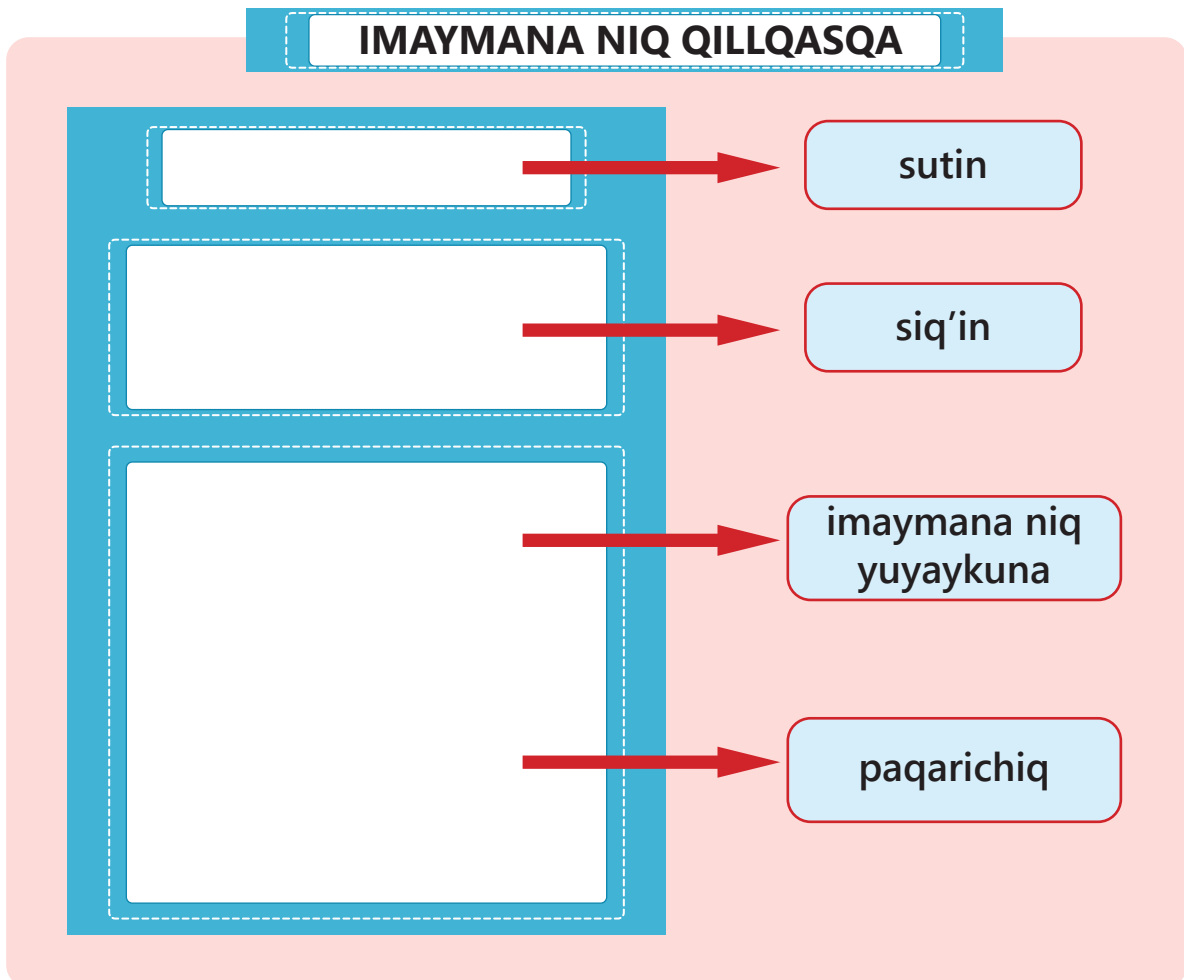 IMAYMANA NIQ QILLQASQA
sutin
siq’in
imaymana niq
yuyaykuna
paqarichiq